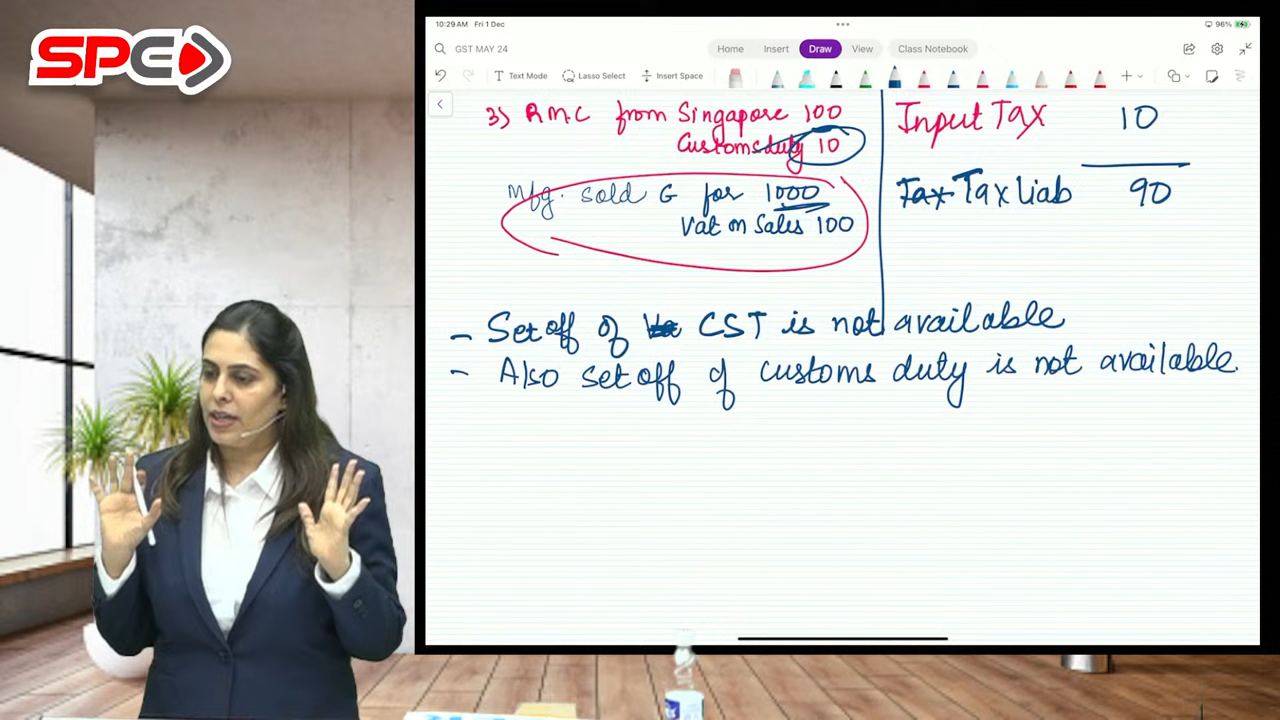 SPED
10:29 AM Fri 1 Dec
96%
GST MAY 24
Home Insert Draw View Class Notebook
Text Mode Lasso Select Insert Space
3) RMC from Singapore 100
Customs duty 10
Mfg. sold G for 1000
Vat on Sales 100
Input Tax 10
Tax Tax Liab 90
- Set off of CST is not available
- Also set off of customs duty is not available